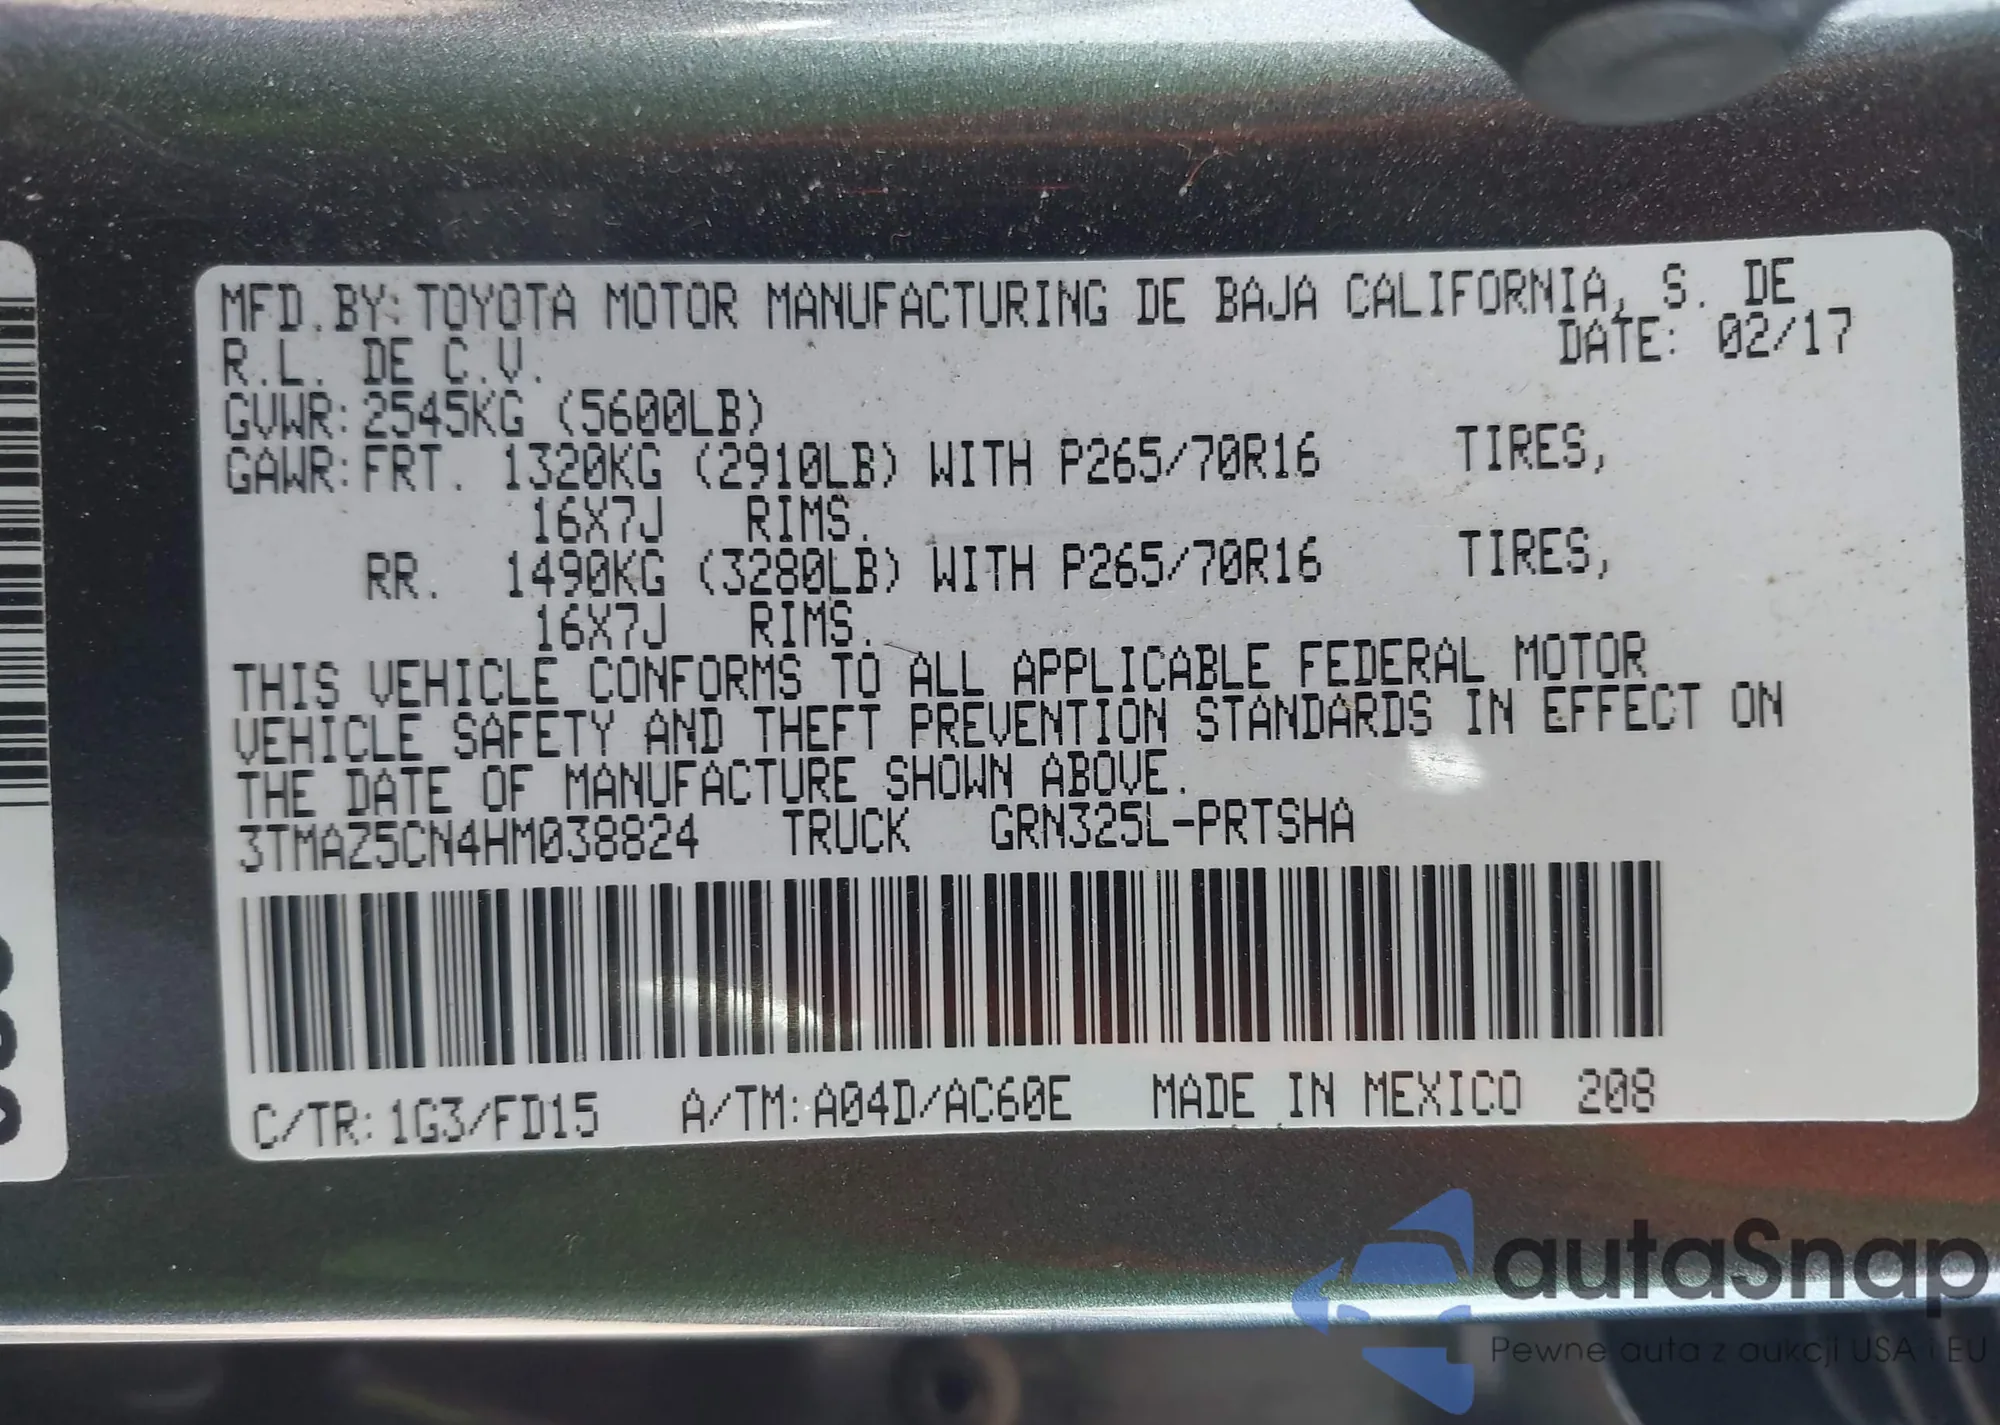 MFD.BY:TOYOTA MOTOR MANUFACTURING DE BAJA CALIFORNIA, S. DE
R.L. DE C.V. DATE: 02/17
GVWR:2545KG (5600LB)
GAWR:FRT. 1320KG (2910LB) WITH P265/70R16 TIRES,
16X7J RIMS.
RR. 1490KG (3280LB) WITH P265/70R16 TIRES,
16X7J RIMS.
THIS VEHICLE CONFORMS TO ALL APPLICABLE FEDERAL MOTOR
VEHICLE SAFETY AND THEFT PREVENTION STANDARDS IN EFFECT ON
THE DATE OF MANUFACTURE SHOWN ABOVE.
3TMAZ5CN4HM038824 TRUCK GRN325L-PRTSHA
C/TR:1G3/FD15 A/TM:A04D/AC60E MADE IN MEXICO 208
autaSnap
Pewne auta z aukcji USA i EU